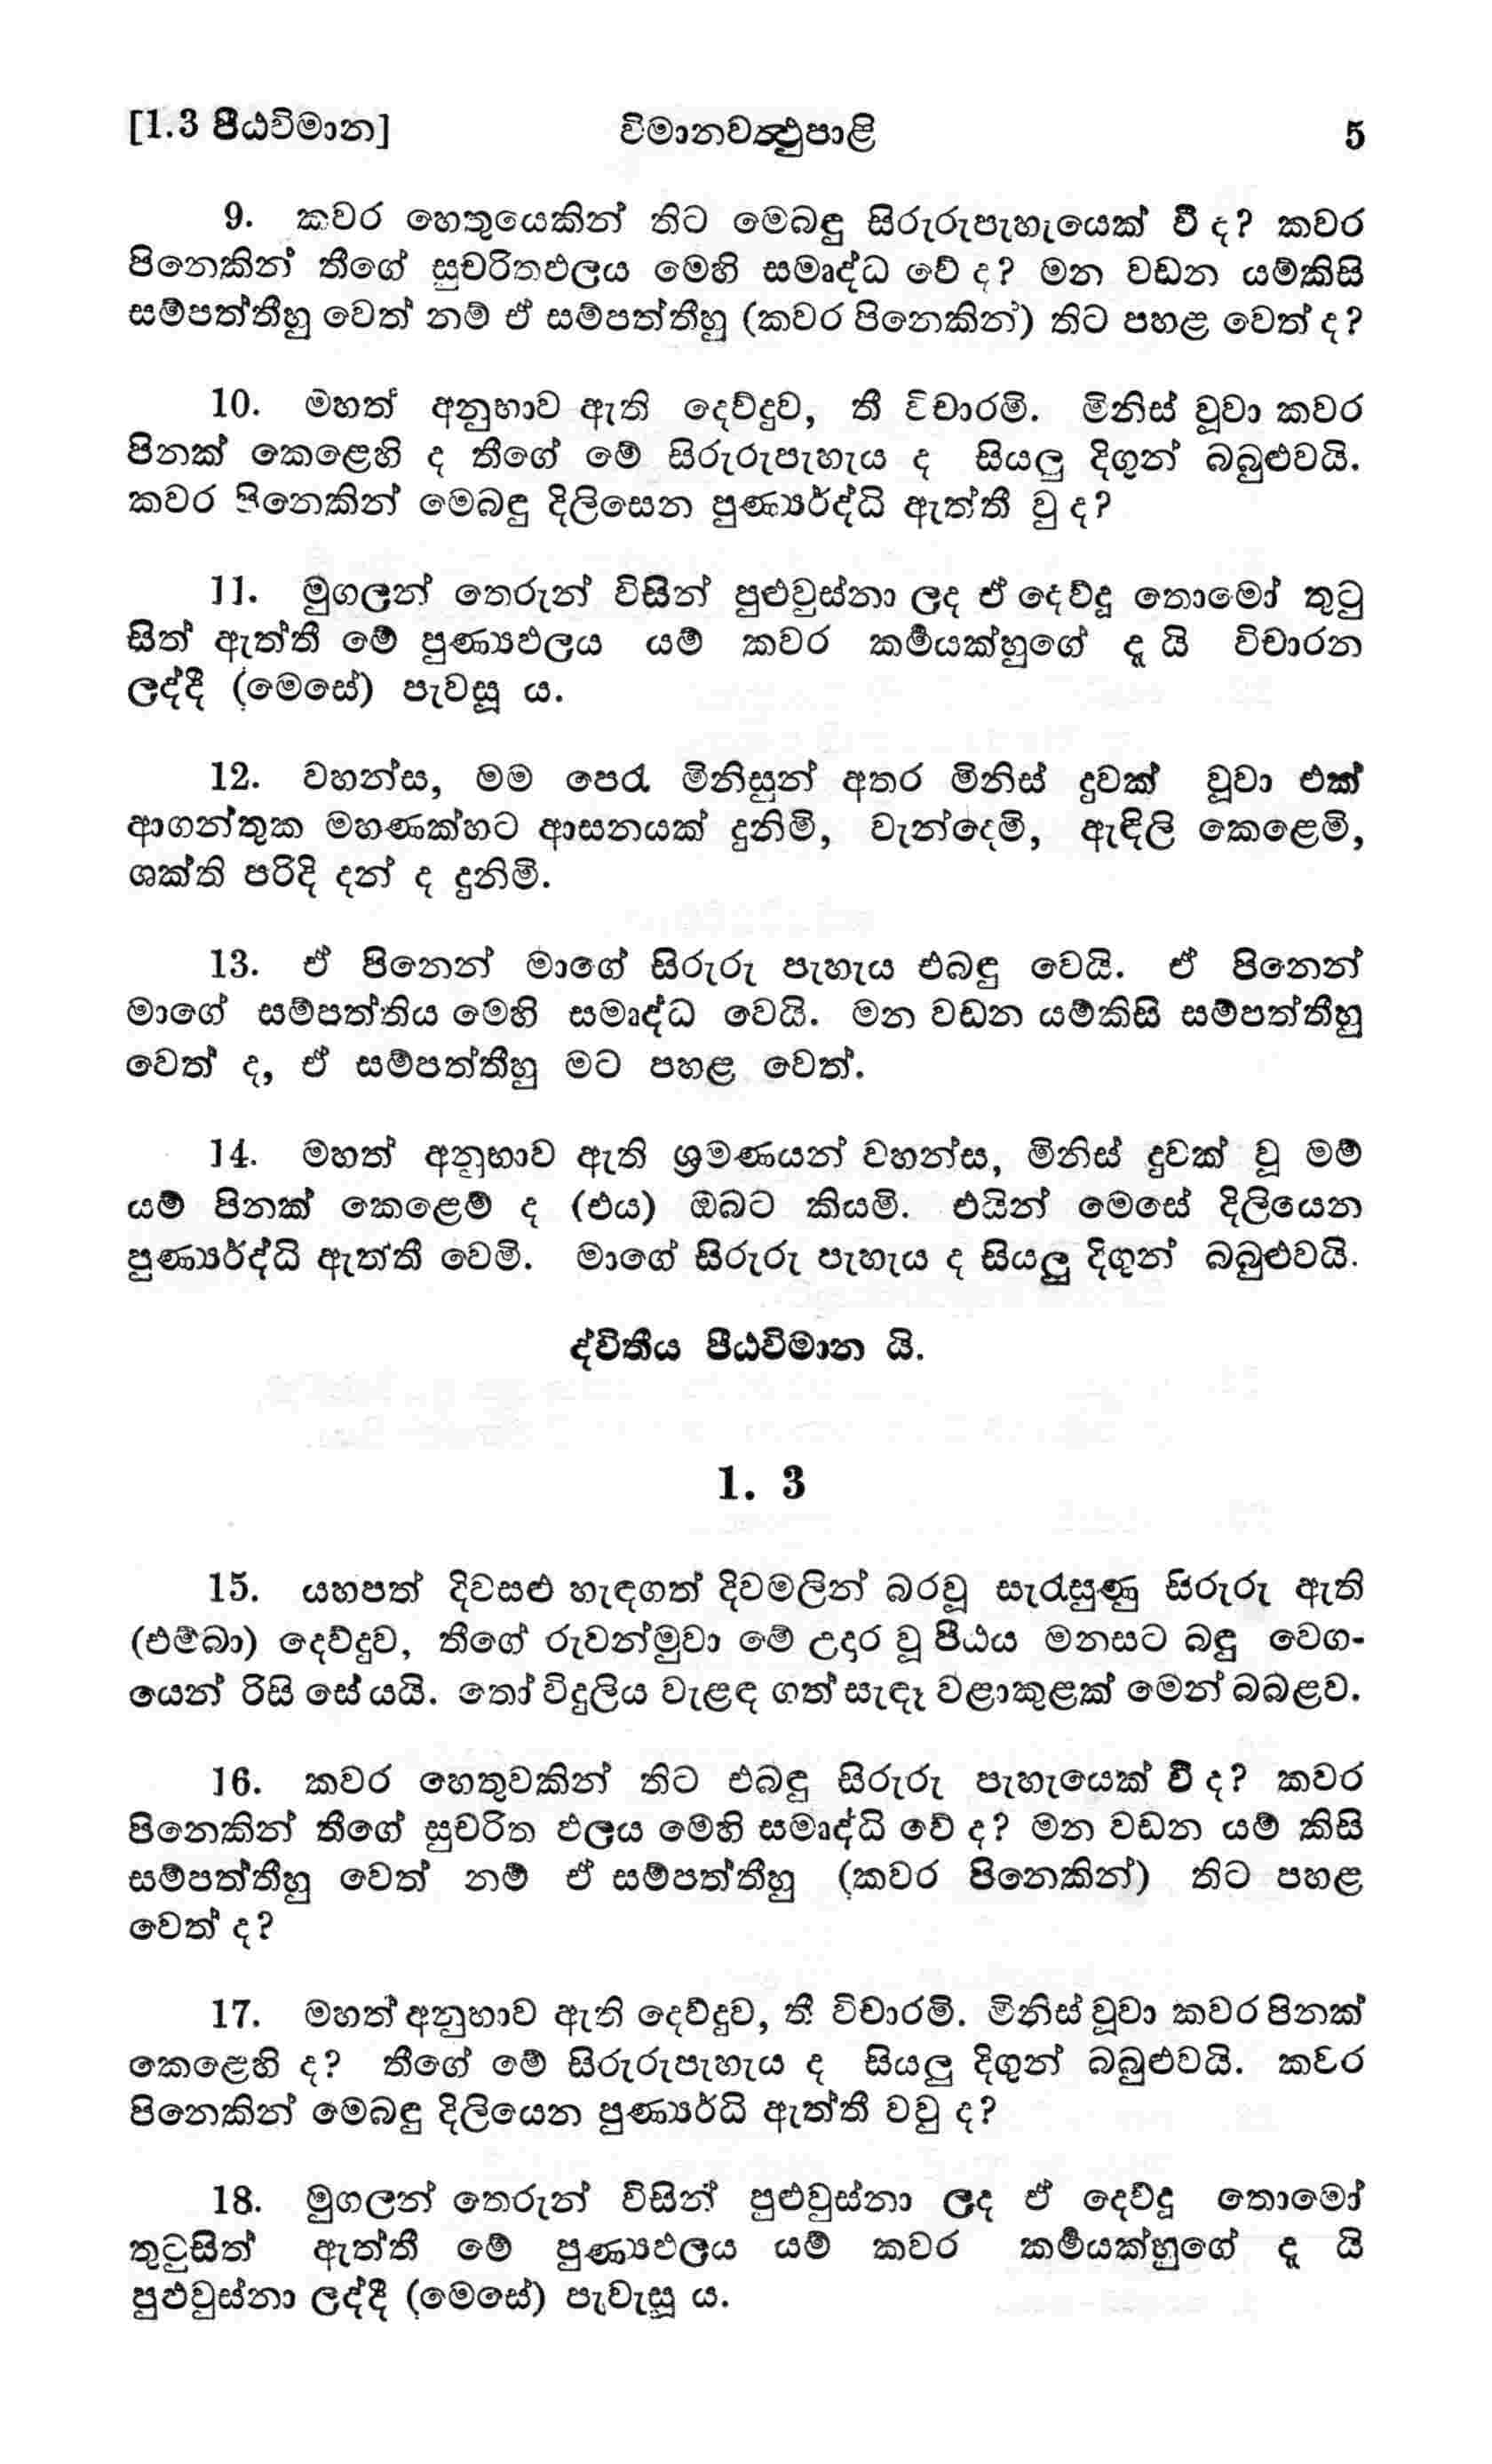 [1.3 පීඨවිමාන] විමානවත්‍ථුපාළි 5
9. කවර හෙතුයෙකින් තිට මෙබඳු සිරුරුපැහැයෙක් වී ද? කවර
පිනෙකින් තීගේ සුචරිතඵලය මෙහි සමෘද්ධ වේ ද? මන වඩන යම්කිසි
සම්පත්තීහු වෙත් නම් ඒ සම්පත්තීහු (කවර පිනෙකින්) තිට පහළ වෙත් ද?
10. මහත් අනුභාව ඇති දෙව්දුව, තී විචාරමි. මිනිස් වූවා කවර
පිනක් කෙළෙහි ද තීගේ මේ සිරුරුපැහැය ද සියලු දිගුන් බබුළුවයි.
කවර පිනෙකින් මෙබඳු දිලිසෙන පුණ්‍යර්ද්ධි ඇත්තී වූ ද?
11. මුගලන් තෙරුන් විසින් පුළුවුස්නා ලද ඒ දෙව්දූ තොමෝ තුටු
සිත් ඇත්තී මේ පුණ්‍යඵලය යම් කවර කර්‍මයක්හුගේ දැ යි විචාරන
ලද්දී (මෙසේ) පැවසූ ය.
12. වහන්ස, මම පෙරැ මිනිසුන් අතර මිනිස් දුවක් වූවා එක්
ආගන්තුක මහණක්හට ආසනයක් දුනිමි, වැන්දෙමි, ඇඳිලි කෙළෙමි,
ශක්ති පරිදි දන් ද දුනිමි.
13. ඒ පිනෙන් මාගේ සිරුරු පැහැය එබඳු වෙයි. ඒ පිනෙන්
මාගේ සම්පත්තිය මෙහි සමෘද්ධ වෙයි. මන වඩන යම්කිසි සම්පත්තීහු
වෙත් ද, ඒ සම්පත්තීහු මට පහළ වෙත්.
14. මහත් අනුභාව ඇති ශ්‍රමණයන් වහන්ස, මිනිස් දුවක් වූ මම්
යම් පිනක් කෙළෙම් ද (එය) ඔබට කියමි. එයින් මෙසේ දිලියෙන
පුණ්‍යර්ද්ධි ඇත්තී වෙමි. මාගේ සිරුරු පැහැය ද සියලු දිගුන් බබුළුවයි.
ද්විතීය පීඨවිමාන යි.
1. 3
15. යහපත් දිවසළු හැඳගත් දිවමලින් බරවූ සැරැසුණු සිරුරු ඇති
(එම්බා) දෙව්දුව, තීගේ රුවන්මුවා මේ උදාර වූ පීඨය මනසට බඳු වෙග-
යෙන් රිසි සේ යයි. තෝ විදුලිය වැළඳ ගත් සැඳෑ වළාකුළක් මෙන් බබළව.
16. කවර හෙතුවකින් තිට එබඳු සිරුරු පැහැයෙක් වී ද? කවර
පිනෙකින් තීගේ සුචරිත ඵලය මෙහි සමෘද්ධි වේ ද? මන වඩන යම් කිසි
සම්පත්තීහු වෙත් නම් ඒ සම්පත්තීහු (කවර පිනෙකින්) තිට පහළ
වෙත් ද?
17. මහත් අනුභාව ඇති දෙව්දුව, තී විචාරමි. මිනිස් වූවා කවර පිනක්
කෙළෙහි ද? තීගේ මේ සිරුරුපැහැය ද සියලු දිගුන් බබුළුවයි. කවර
පිනෙකින් මෙබඳු දිලියෙන පුණ්‍යර්ධි ඇත්තී වවු ද?
18. මුගලන් තෙරුන් විසින් පුළුවුස්නා ලද ඒ දෙව්දූ තොමෝ
තුටුසිත් ඇත්තී මේ පුණ්‍යඵලය යම් කවර කර්‍මයක්හුගේ දැ යි
පුළුවුස්නා ලද්දී (මෙසේ) පැවැසූ ය.